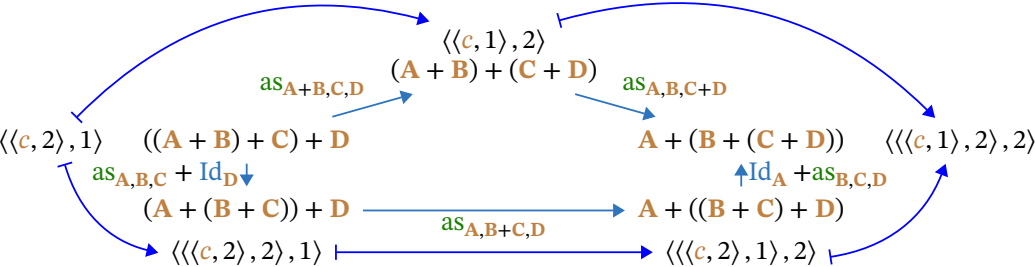 ⟨⟨c, 1⟩, 2⟩
(A + B) + (C + D)
as_{A+B,C,D}
as_{A,B,C+D}
⟨⟨c, 2⟩, 1⟩ ((A + B) + C) + D A + (B + (C + D)) ⟨⟨⟨c, 1⟩, 2⟩, 2⟩
as_{A,B,C} + Id_D Id_A +as_{B,C,D}
(A + (B + C)) + D A + ((B + C) + D)
as_{A,B+C,D}
⟨⟨⟨c, 2⟩, 2⟩, 1⟩ ⟨⟨⟨c, 2⟩, 1⟩, 2⟩